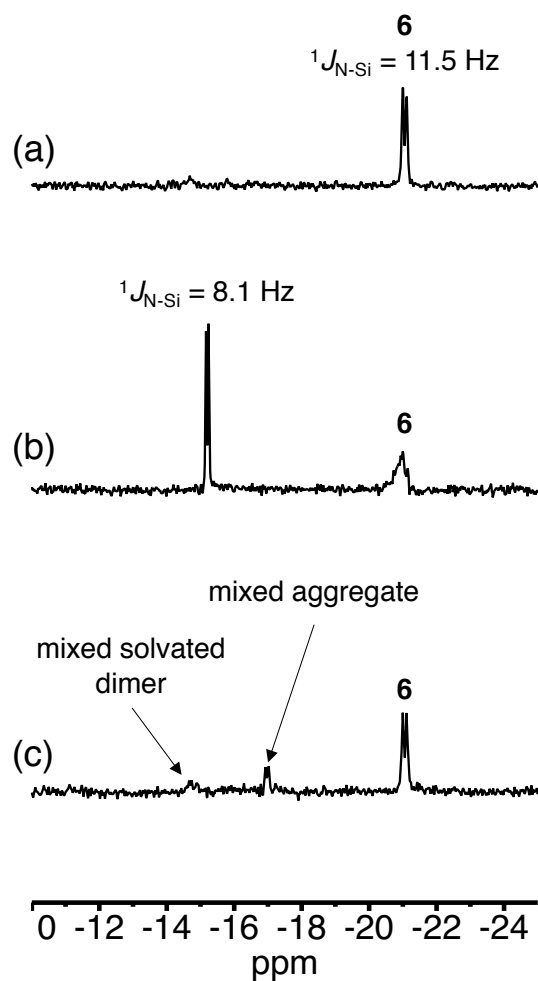 6
¹J_N-Si = 11.5 Hz
(a)
¹J_N-Si = 8.1 Hz
6
(b)
mixed aggregate
mixed solvated
dimer
6
(c)
0 -12 -14 -16 -18 -20 -22 -24
ppm